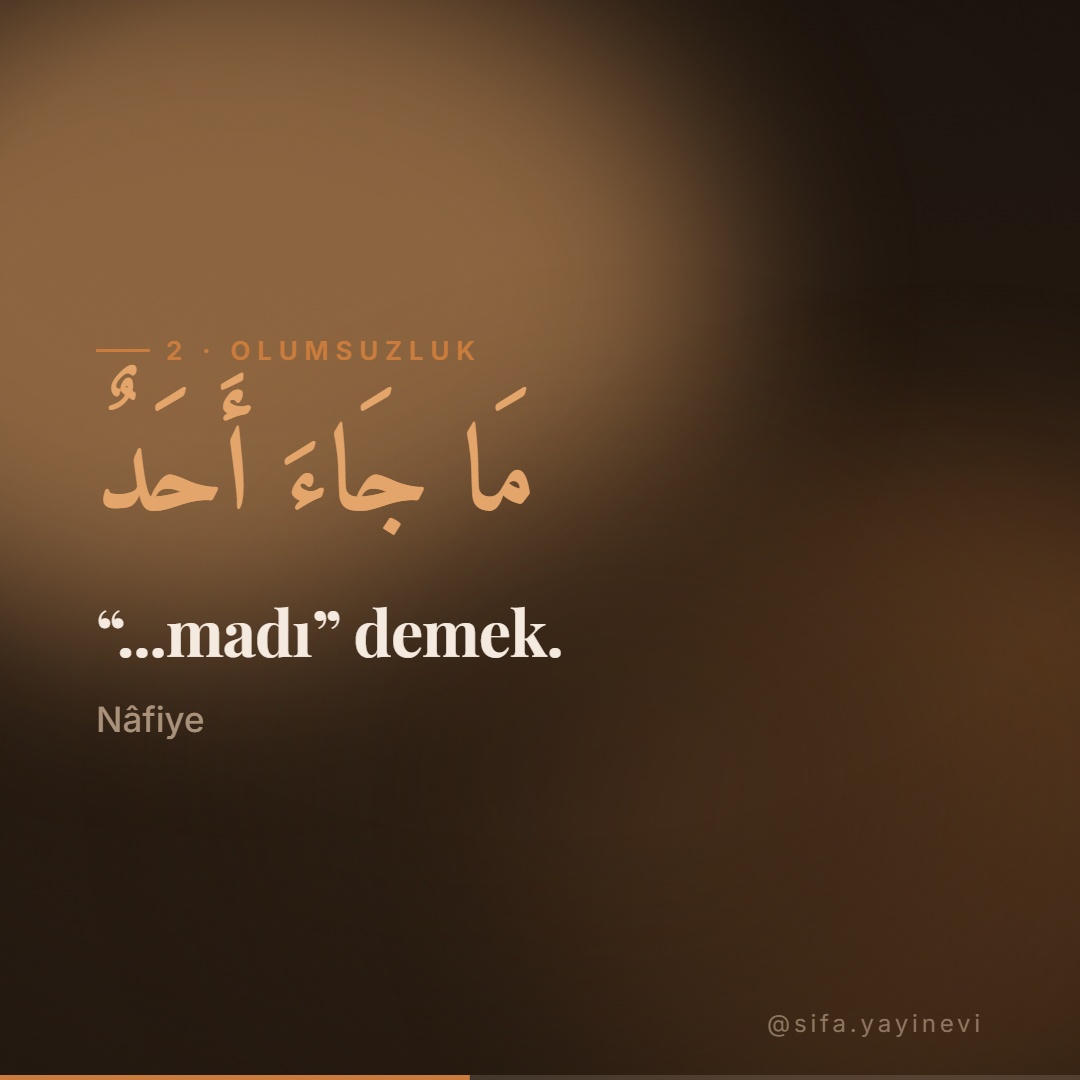 2 · OLUMSUZLUK
مَا جَاءَ أَحَدٌ
“...madı” demek.
Nâfiye
@sifa.yayinevi